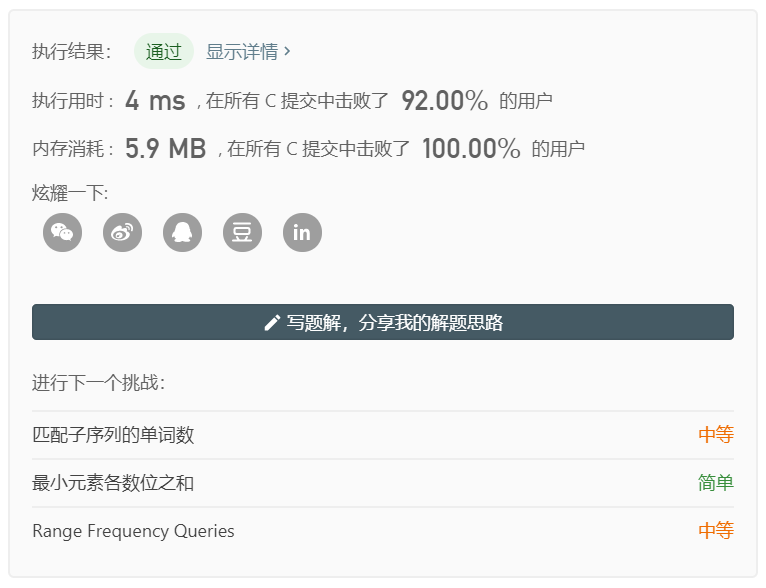 执行结果： 通过 显示详情 ›
执行用时 : 4 ms , 在所有 C 提交中击败了 92.00% 的用户
内存消耗 : 5.9 MB , 在所有 C 提交中击败了 100.00% 的用户
炫耀一下:
豆 in
写题解，分享我的解题思路
进行下一个挑战：
匹配子序列的单词数 中等
最小元素各数位之和 简单
Range Frequency Queries 中等